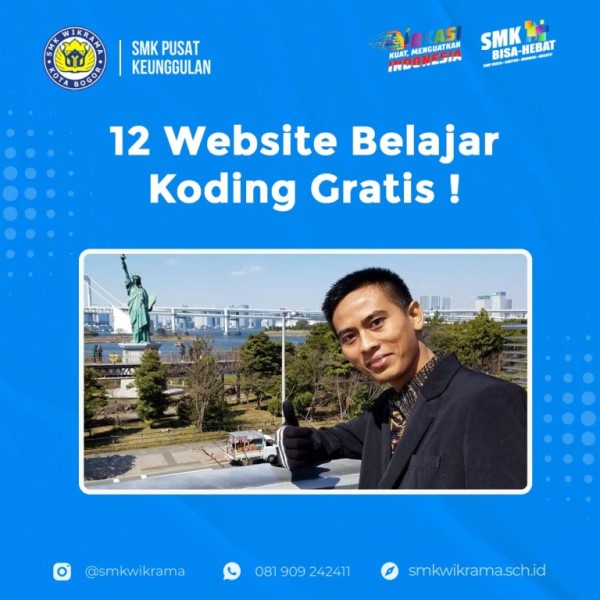 SMK WIKRAMA
KOTA BOGOR
SMK PUSAT
KEUNGGULAN
VOKASI
KUAT, MENGUATKAN
INDONESIA
SMK
BISA-HEBAT
12 Website Belajar
Koding Gratis !
@smkwikrama
081 909 242411
smkwikrama.sch.id